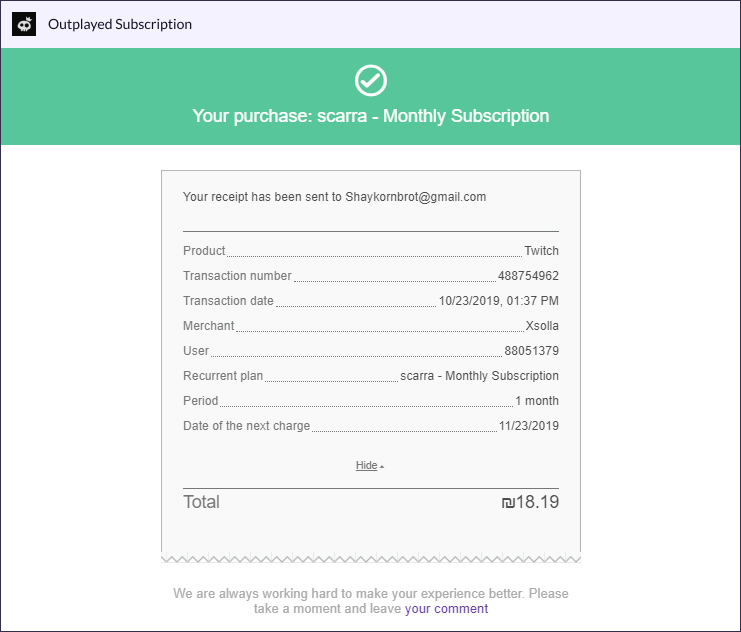 Outplayed Subscription
Your purchase: scarra - Monthly Subscription
Your receipt has been sent to Shaykornbrot@gmail.com
Product Twitch
Transaction number 488754962
Transaction date 10/23/2019, 01:37 PM
Merchant Xsolla
User 88051379
Recurrent plan scarra - Monthly Subscription
Period 1 month
Date of the next charge 11/23/2019
Hide
Total ₪18.19
We are always working hard to make your experience better. Please
take a moment and leave your comment